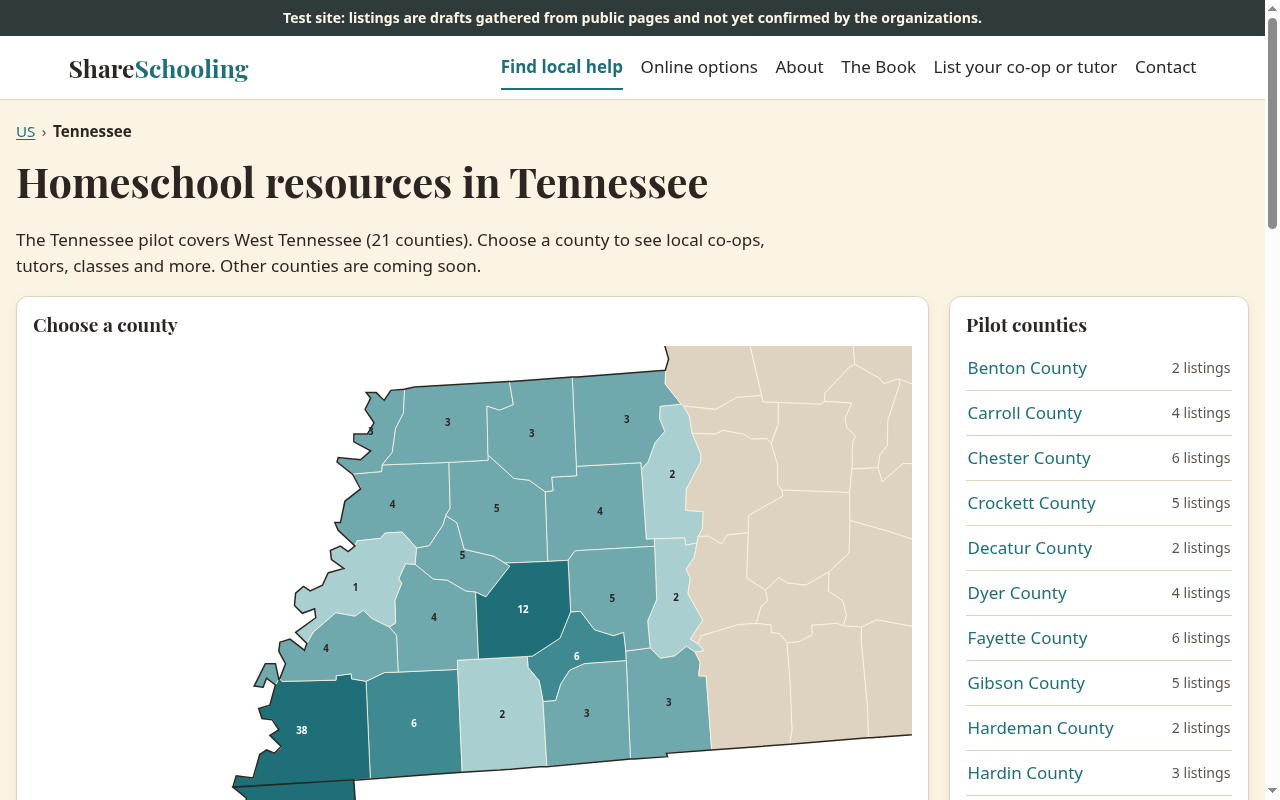 Test site: listings are drafts gathered from public pages and not yet confirmed by the organizations.
ShareSchooling
Find local help
Online options
About
The Book
List your co-op or tutor
Contact
US › Tennessee
Homeschool resources in Tennessee
The Tennessee pilot covers West Tennessee (21 counties). Choose a county to see local co-ops,
tutors, classes and more. Other counties are coming soon.
Choose a county
3
3
3
3
2
4
5
4
5
1
12
5
2
4
4
6
38
6
2
3
3
Pilot counties
Benton County 2 listings
Carroll County 4 listings
Chester County 6 listings
Crockett County 5 listings
Decatur County 2 listings
Dyer County 4 listings
Fayette County 6 listings
Gibson County 5 listings
Hardeman County 2 listings
Hardin County 3 listings